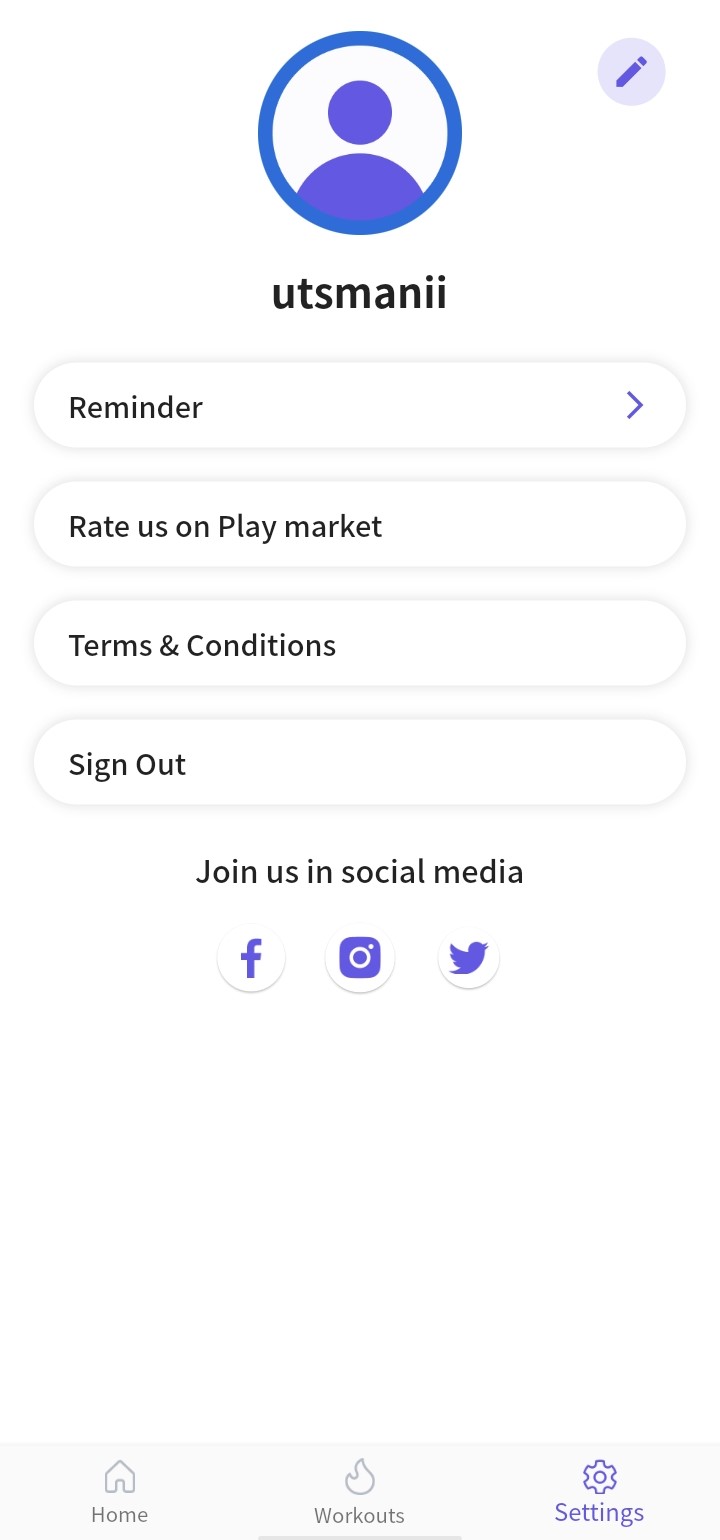 utsmanii
Reminder
Rate us on Play market
Terms & Conditions
Sign Out
Join us in social media
Home
Workouts
Settings